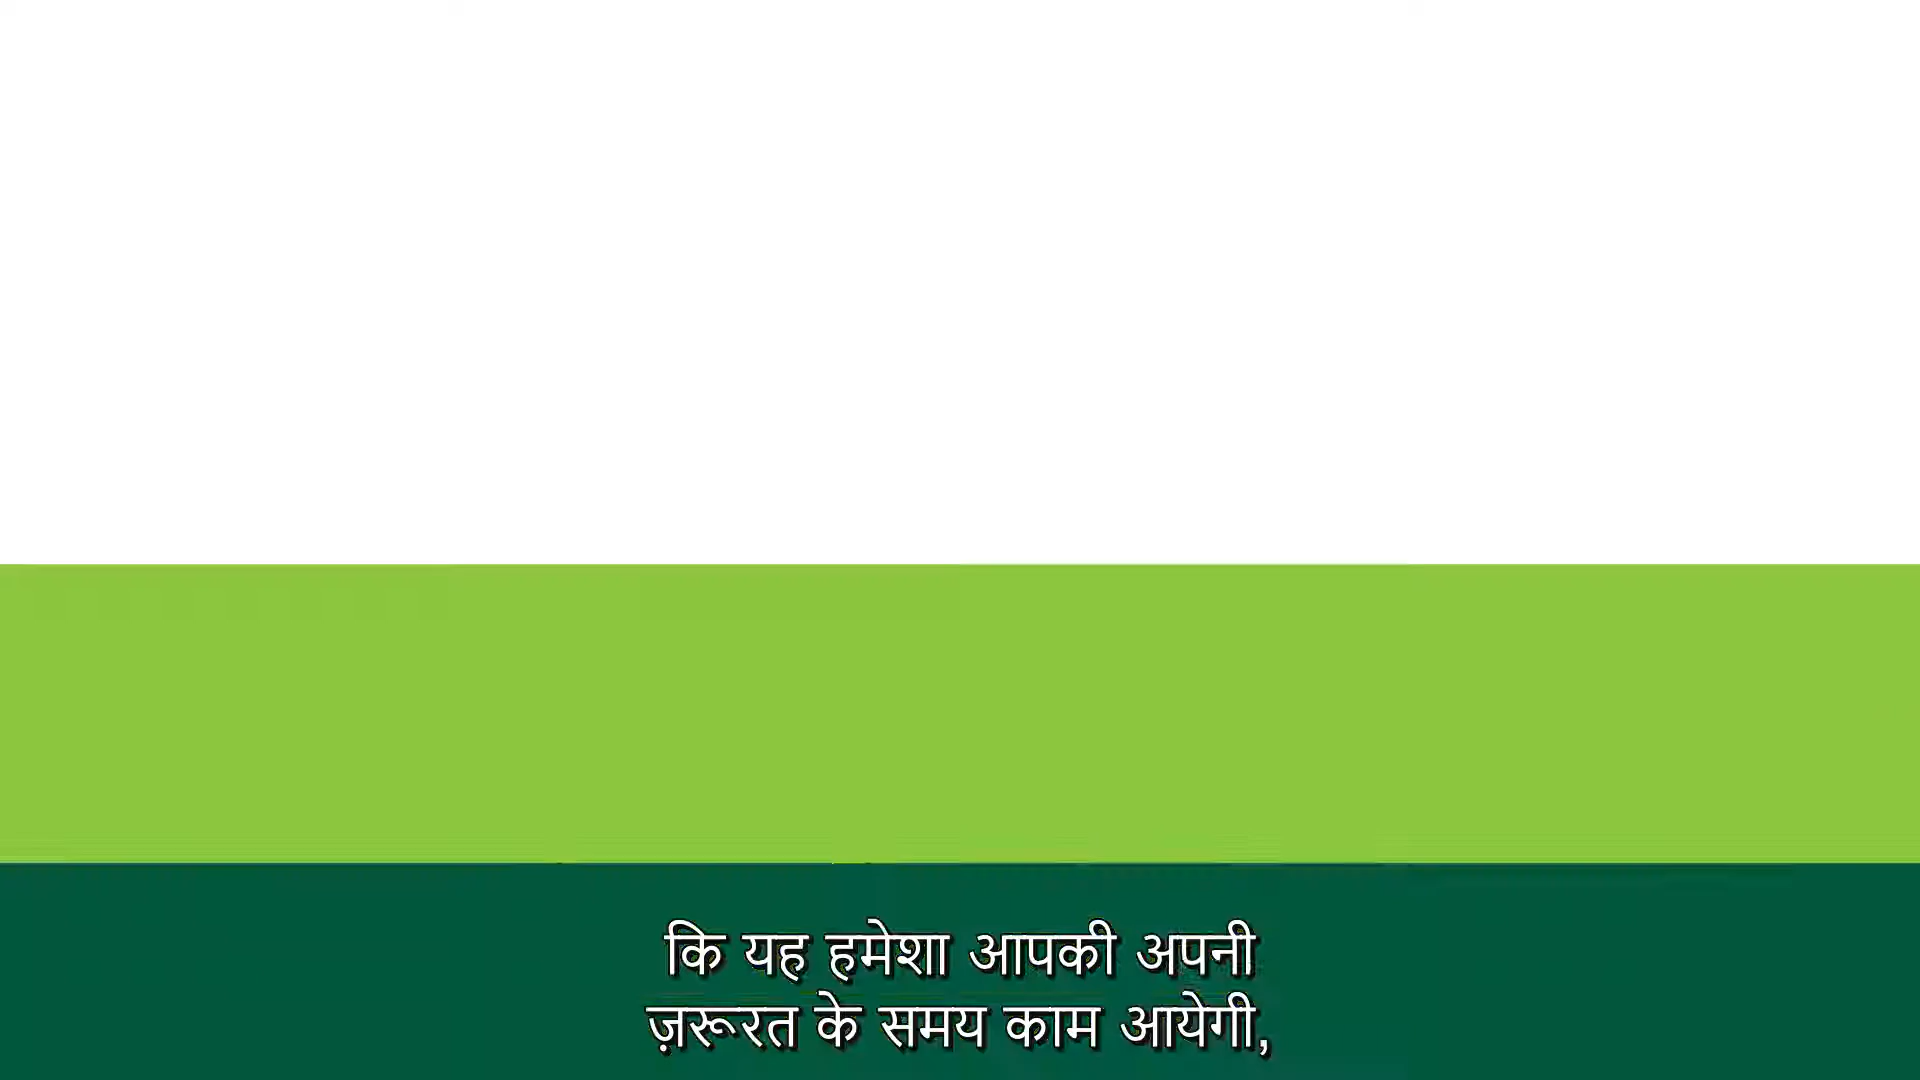 कि यह हमेशा आपकी अपनी
ज़रूरत के समय काम आयेगी,